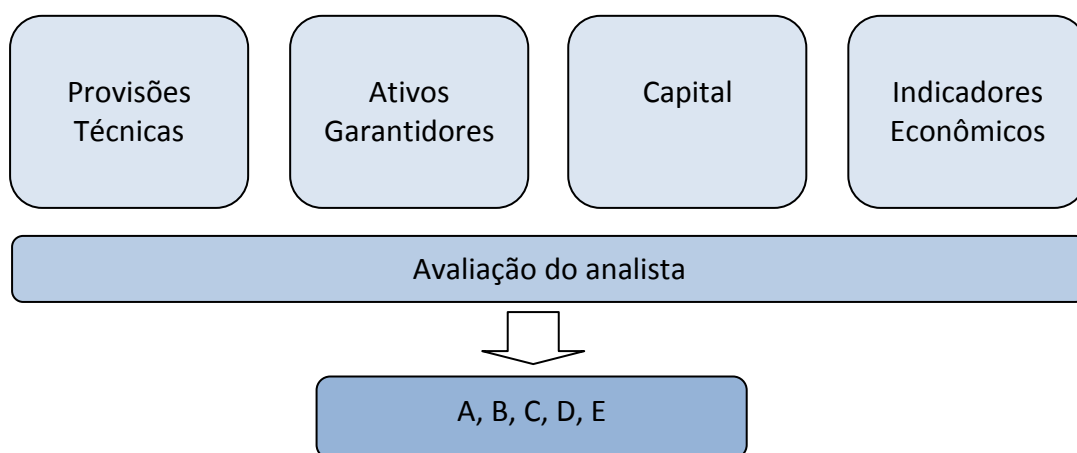 Provisões
Técnicas
Ativos
Garantidores
Capital
Indicadores
Econômicos
Avaliação do analista
A, B, C, D, E